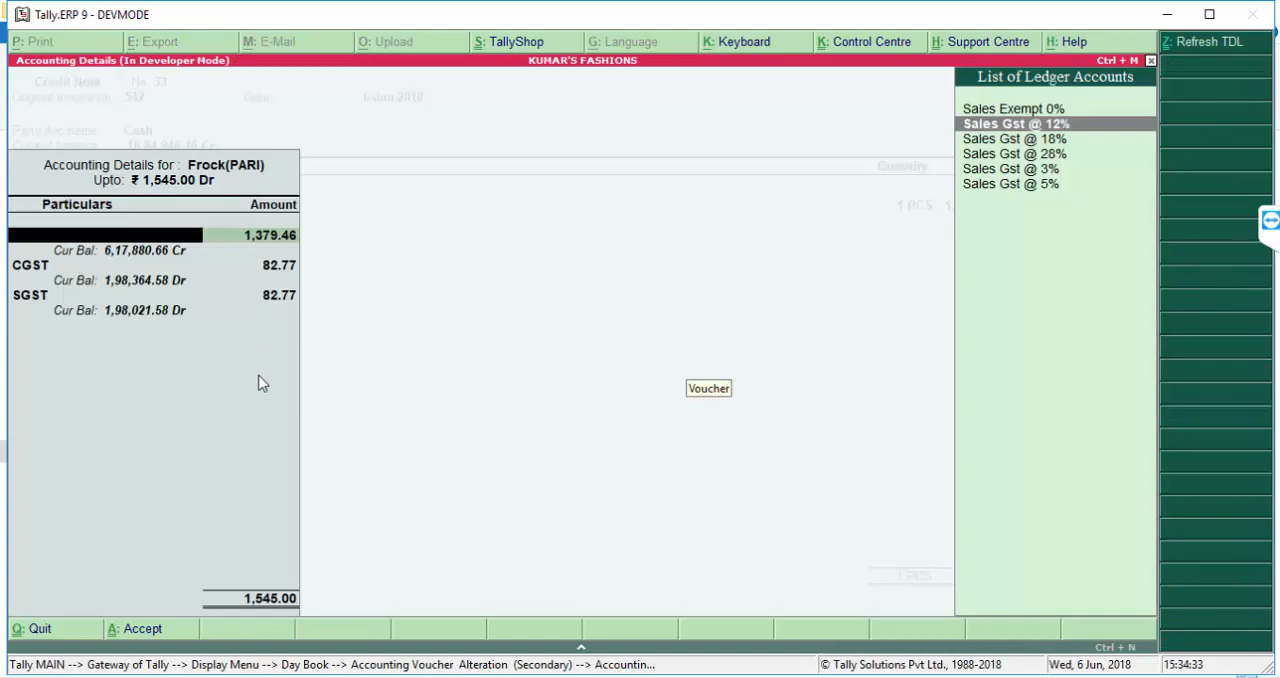 Tally.ERP 9 - DEVMODE
P: Print E: Export M: E-Mail O: Upload S: TallyShop G: Language K: Keyboard K: Control Centre H: Support Centre H: Help Z: Refresh TDL
Accounting Details (In Developer Mode) KUMAR'S FASHIONS Ctrl + M
List of Ledger Accounts
Credit Note No. 33
542 Date: 6-Jun-2018
Cash
Sales Exempt 0%
Sales Gst @ 12%
Sales Gst @ 18%
Sales Gst @ 28%
Sales Gst @ 3%
Sales Gst @ 5%
Quantity
1 PCS
Accounting Details for : Frock(PARI)
Upto: ₹ 1,545.00 Dr
Particulars Amount
1,379.46
Cur Bal: 6,17,880.66 Cr
CGST 82.77
Cur Bal: 1,98,364.58 Dr
SGST 82.77
Cur Bal: 1,98,021.58 Dr
Voucher
1 PCS
1,545.00
Q: Quit A: Accept
Ctrl + N
Tally MAIN --> Gateway of Tally --> Display Menu --> Day Book --> Accounting Voucher Alteration (Secondary) --> Accountin... © Tally Solutions Pvt Ltd., 1988-2018 Wed, 6 Jun, 2018 15:34:33